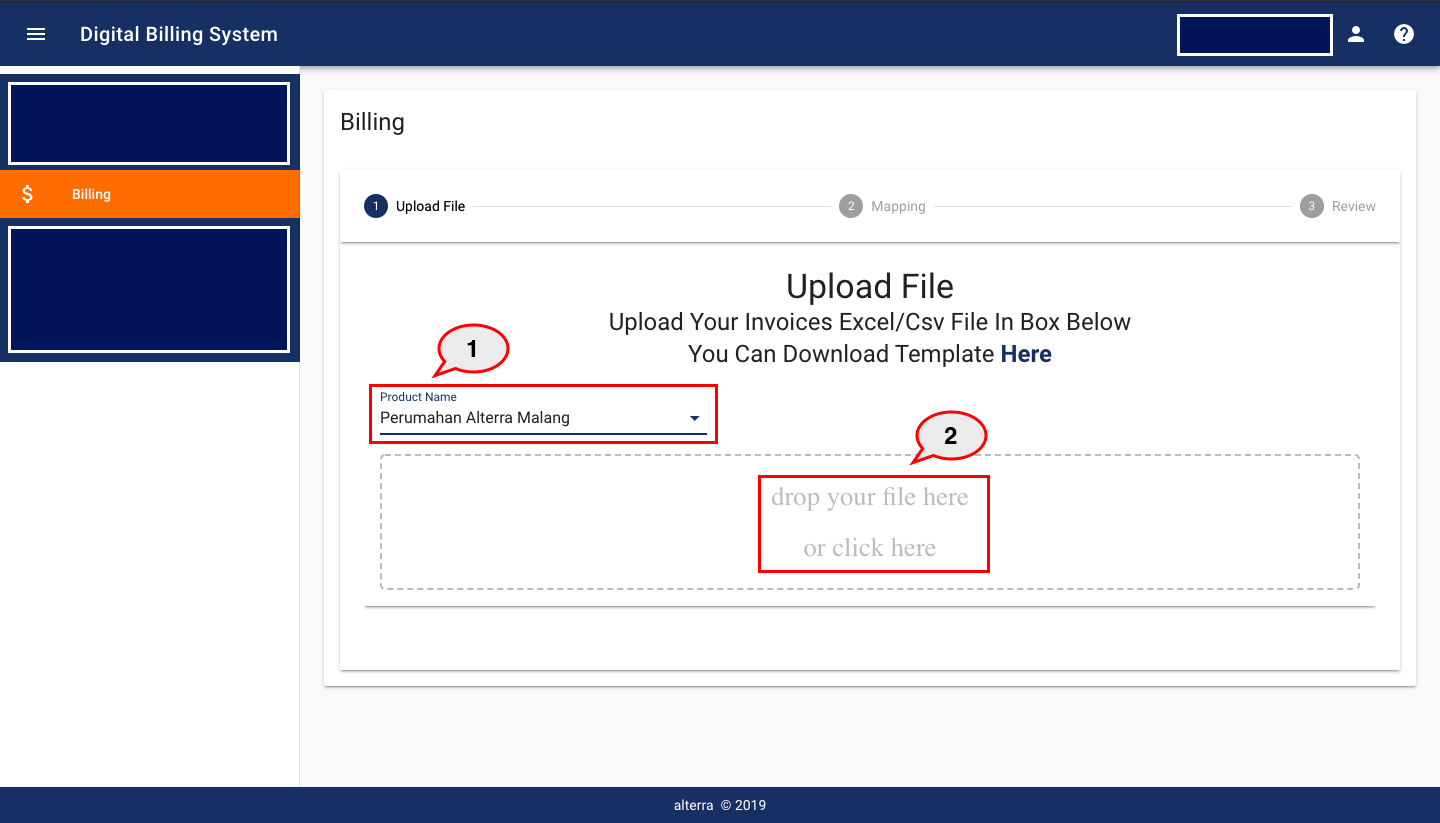 Digital Billing System
Billing
Billing
1 Upload File
2 Mapping
3 Review
Upload File
Upload Your Invoices Excel/Csv File In Box Below
You Can Download Template Here
1
Product Name
Perumahan Alterra Malang
2
drop your file here
or click here
alterra © 2019